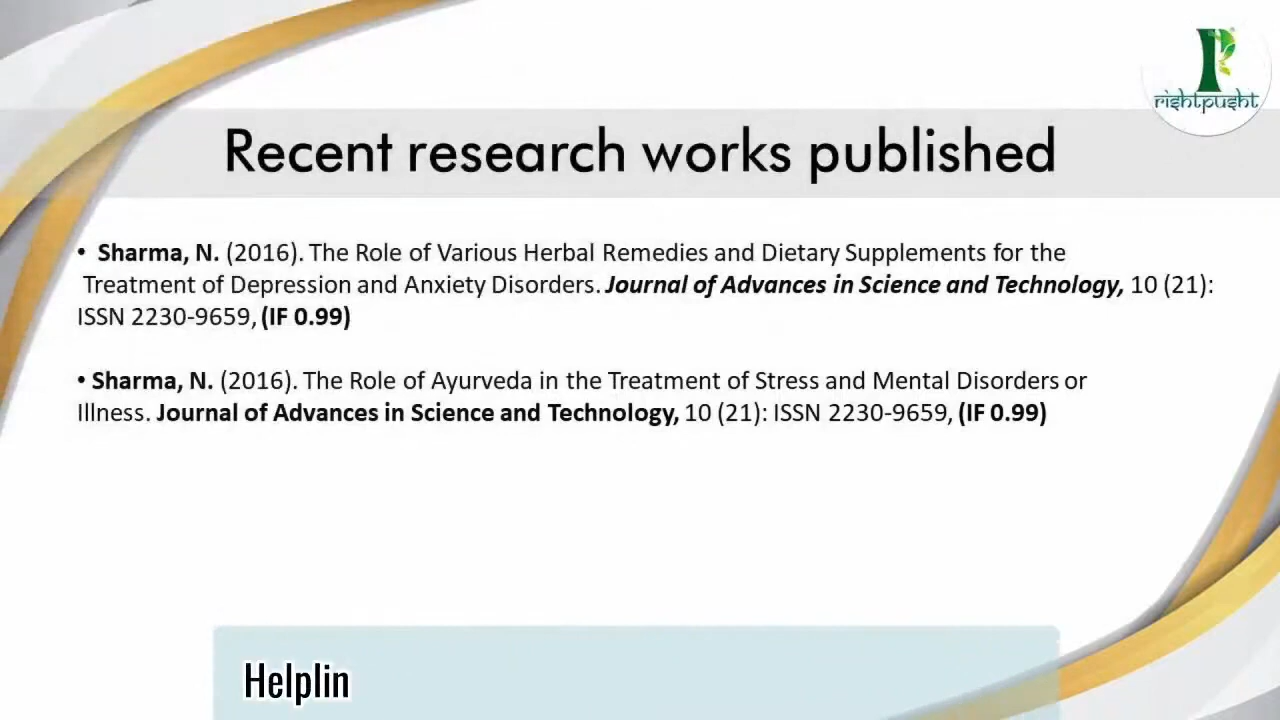 rishtpusht
Recent research works published
• Sharma, N. (2016). The Role of Various Herbal Remedies and Dietary Supplements for the
Treatment of Depression and Anxiety Disorders. Journal of Advances in Science and Technology, 10 (21):
ISSN 2230-9659, (IF 0.99)
• Sharma, N. (2016). The Role of Ayurveda in the Treatment of Stress and Mental Disorders or
Illness. Journal of Advances in Science and Technology, 10 (21): ISSN 2230-9659, (IF 0.99)
Helplin